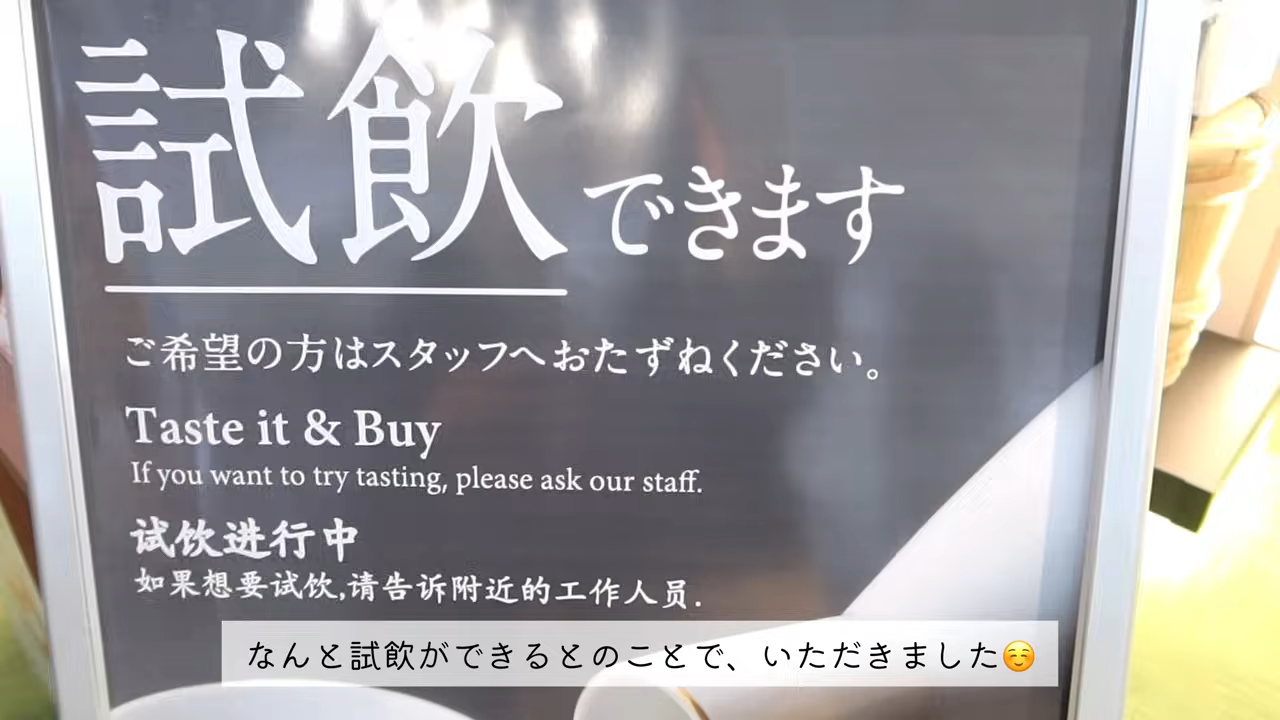 試飲できます
ご希望の方はスタッフへおたずねください。
Taste it & Buy
If you want to try tasting, please ask our staff.
试饮进行中
如果想要试饮,请告诉附近的工作人员.
なんと試飲ができるとのことで、いただきました☺️